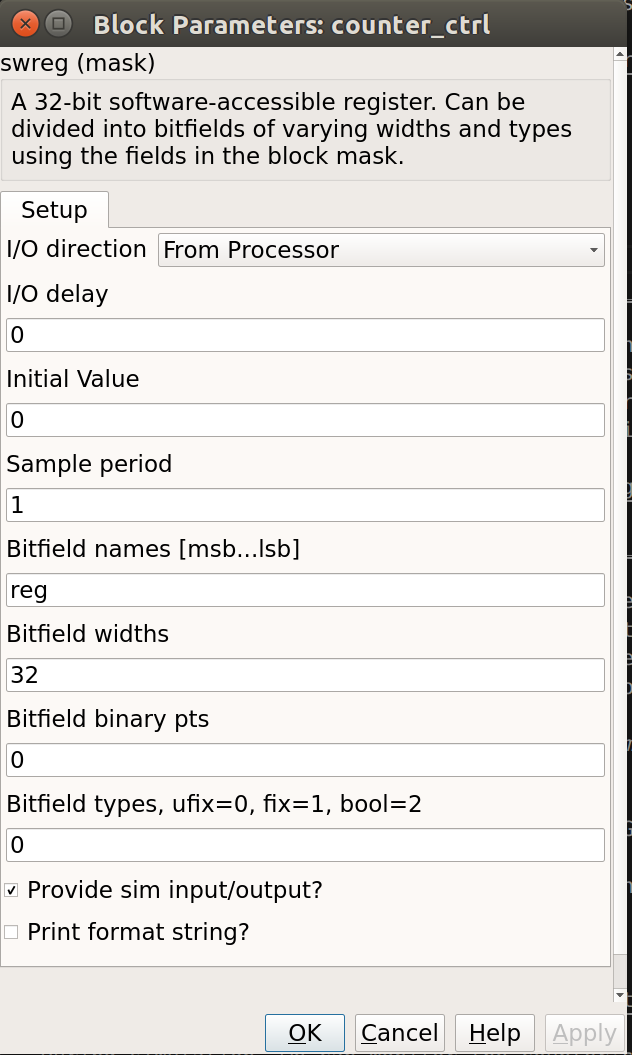 Block Parameters: counter_ctrl
swreg (mask)
A 32-bit software-accessible register. Can be
divided into bitfields of varying widths and types
using the fields in the block mask.
Setup
I/O direction From Processor
I/O delay
0
Initial Value
0
Sample period
1
Bitfield names [msb...lsb]
reg
Bitfield widths
32
Bitfield binary pts
0
Bitfield types, ufix=0, fix=1, bool=2
0
Provide sim input/output?
Print format string?
OK Cancel Help Apply